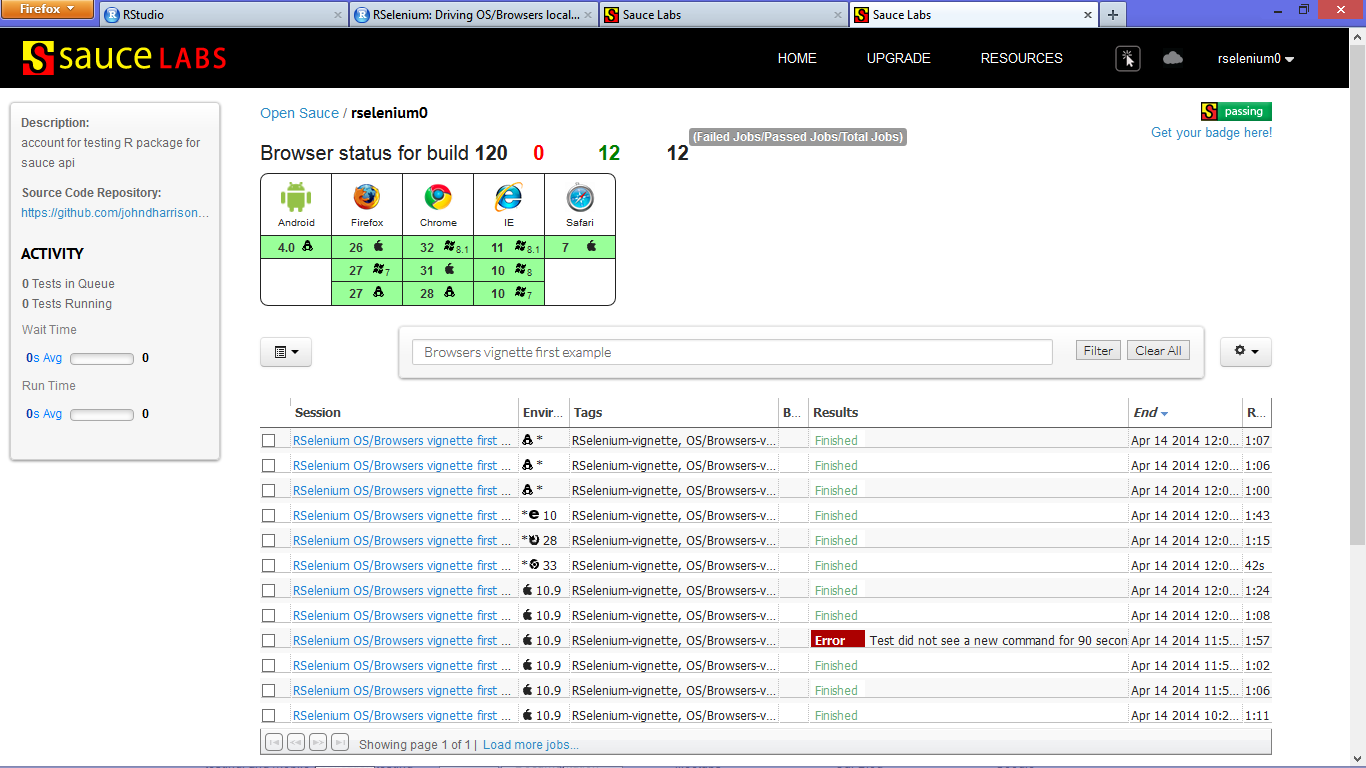 Firefox
RStudio
RSelenium: Driving OS/Browsers local...
Sauce Labs
Sauce Labs
SAUCE LABS
HOME
UPGRADE
RESOURCES
rselenium0
Description:
account for testing R package for
sauce api
Source Code Repository:
https://github.com/johndharrison...
ACTIVITY
0 Tests in Queue
0 Tests Running
Wait Time
0s Avg 0
Run Time
0s Avg 0
Open Sauce / rselenium0
passing
Get your badge here!
(Failed Jobs/Passed Jobs/Total Jobs)
Browser status for build 120 0 12 12
Android Firefox Chrome IE Safari
4.0 26 32 8.1 11 8.1 7
27 7 31 10 8
27 28 10 7
Browsers vignette first example
Filter
Clear All
Session Envir... Tags B... Results End R...
RSelenium OS/Browsers vignette first ... * RSelenium-vignette, OS/Browsers-v... Finished Apr 14 2014 12:0... 1:07
RSelenium OS/Browsers vignette first ... * RSelenium-vignette, OS/Browsers-v... Finished Apr 14 2014 12:0... 1:06
RSelenium OS/Browsers vignette first ... * RSelenium-vignette, OS/Browsers-v... Finished Apr 14 2014 12:0... 1:00
RSelenium OS/Browsers vignette first ... * 10 RSelenium-vignette, OS/Browsers-v... Finished Apr 14 2014 12:0... 1:43
RSelenium OS/Browsers vignette first ... * 28 RSelenium-vignette, OS/Browsers-v... Finished Apr 14 2014 12:0... 1:15
RSelenium OS/Browsers vignette first ... * 33 RSelenium-vignette, OS/Browsers-v... Finished Apr 14 2014 12:0... 42s
RSelenium OS/Browsers vignette first ... 10.9 RSelenium-vignette, OS/Browsers-v... Finished Apr 14 2014 12:0... 1:24
RSelenium OS/Browsers vignette first ... 10.9 RSelenium-vignette, OS/Browsers-v... Finished Apr 14 2014 12:0... 1:08
RSelenium OS/Browsers vignette first ... 10.9 RSelenium-vignette, OS/Browsers-v... Error Test did not see a new command for 90 secon Apr 14 2014 11:5... 1:57
RSelenium OS/Browsers vignette first ... 10.9 RSelenium-vignette, OS/Browsers-v... Finished Apr 14 2014 11:5... 1:02
RSelenium OS/Browsers vignette first ... 10.9 RSelenium-vignette, OS/Browsers-v... Finished Apr 14 2014 11:5... 1:06
RSelenium OS/Browsers vignette first ... 10.9 RSelenium-vignette, OS/Browsers-v... Finished Apr 14 2014 10:2... 1:11
Showing page 1 of 1 | Load more jobs...